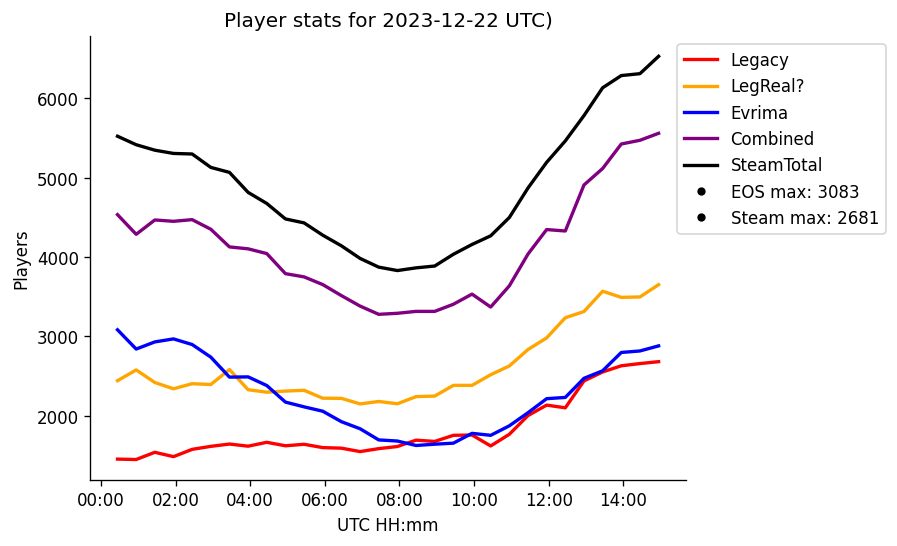 Player stats for 2023-12-22 UTC)
Legacy
LegReal?
Evrima
Combined
SteamTotal
EOS max: 3083
Steam max: 2681
Players
6000
5000
4000
3000
2000
00:00 02:00 04:00 06:00 08:00 10:00 12:00 14:00
UTC HH:mm